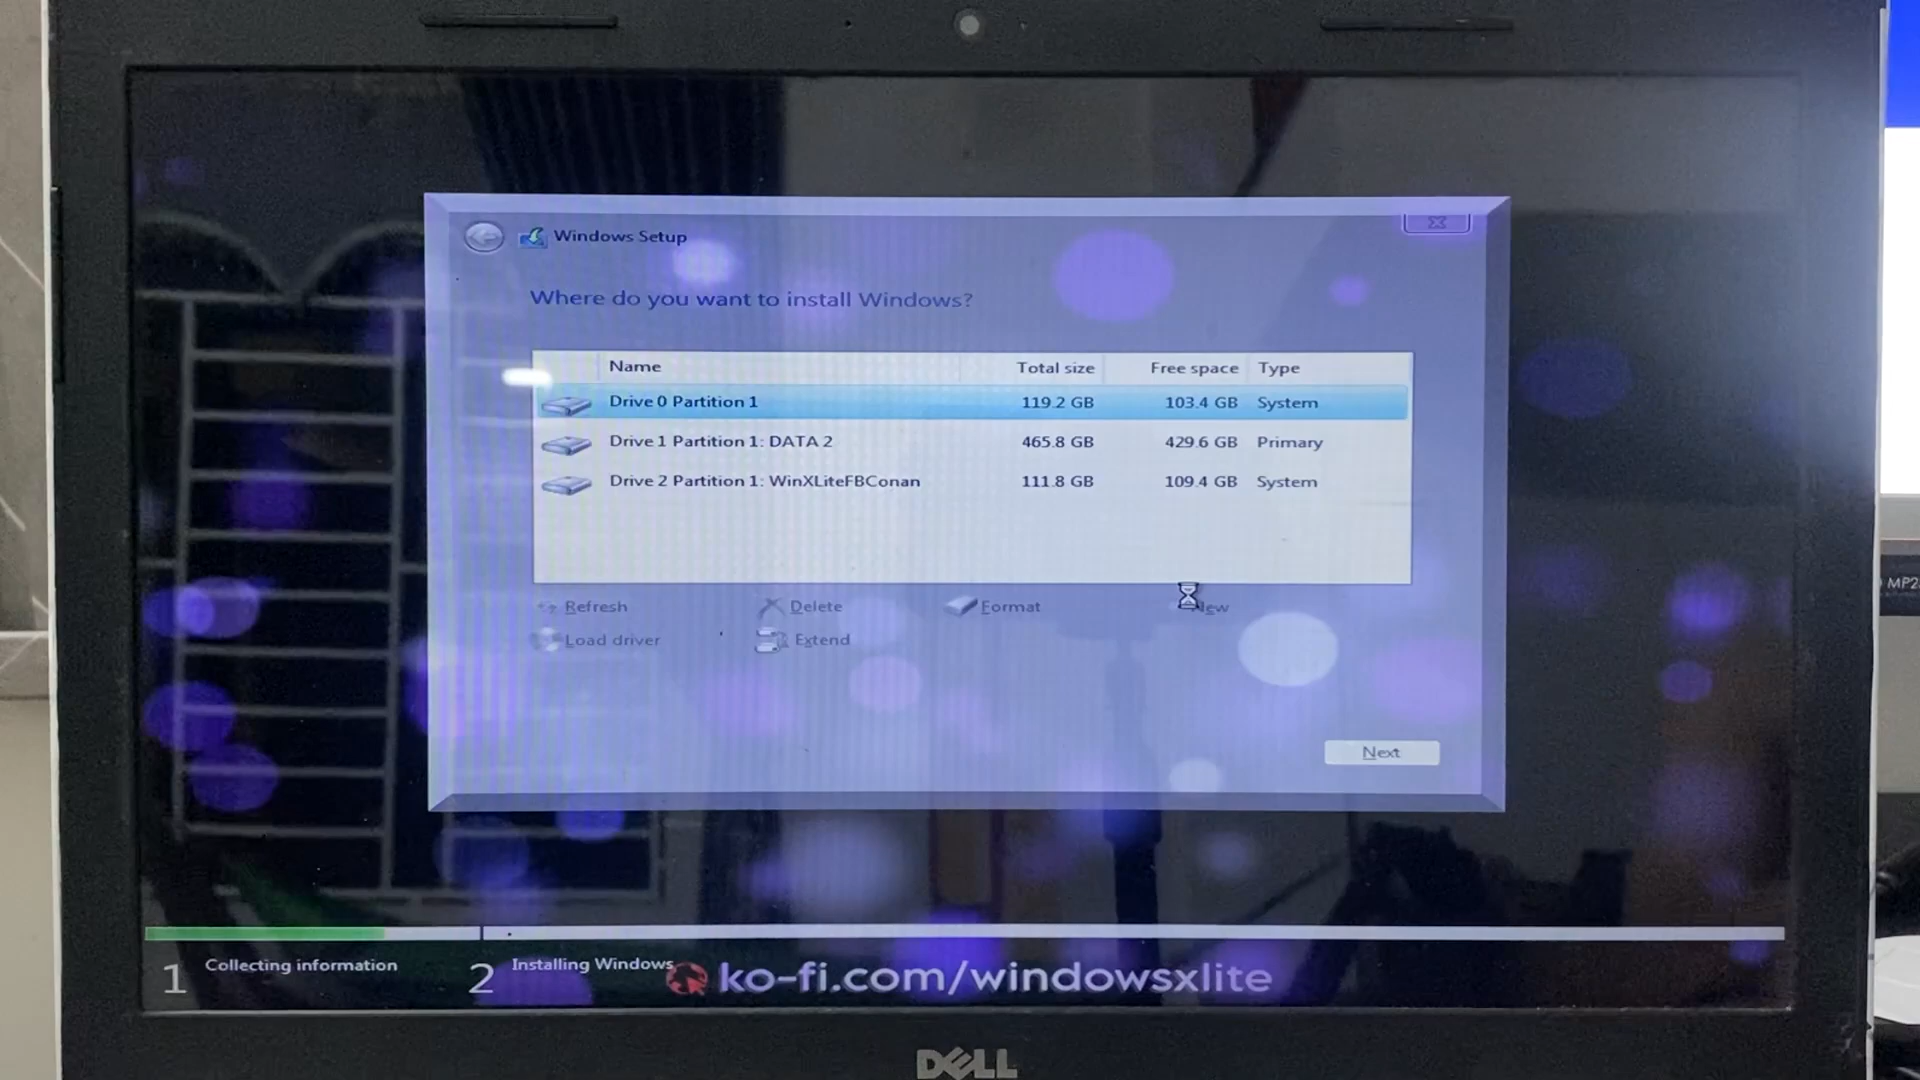 Windows Setup
Where do you want to install Windows?
Name Total size Free space Type
Drive 0 Partition 1 119.2 GB 103.4 GB System
Drive 1 Partition 1: DATA 2 465.8 GB 429.6 GB Primary
Drive 2 Partition 1: WinXLiteFBConan 111.8 GB 109.4 GB System
Refresh Delete Format New
Load driver Extend
Next
1 Collecting information 2 Installing Windows
ko-fi.com/windowsxlite
DELL